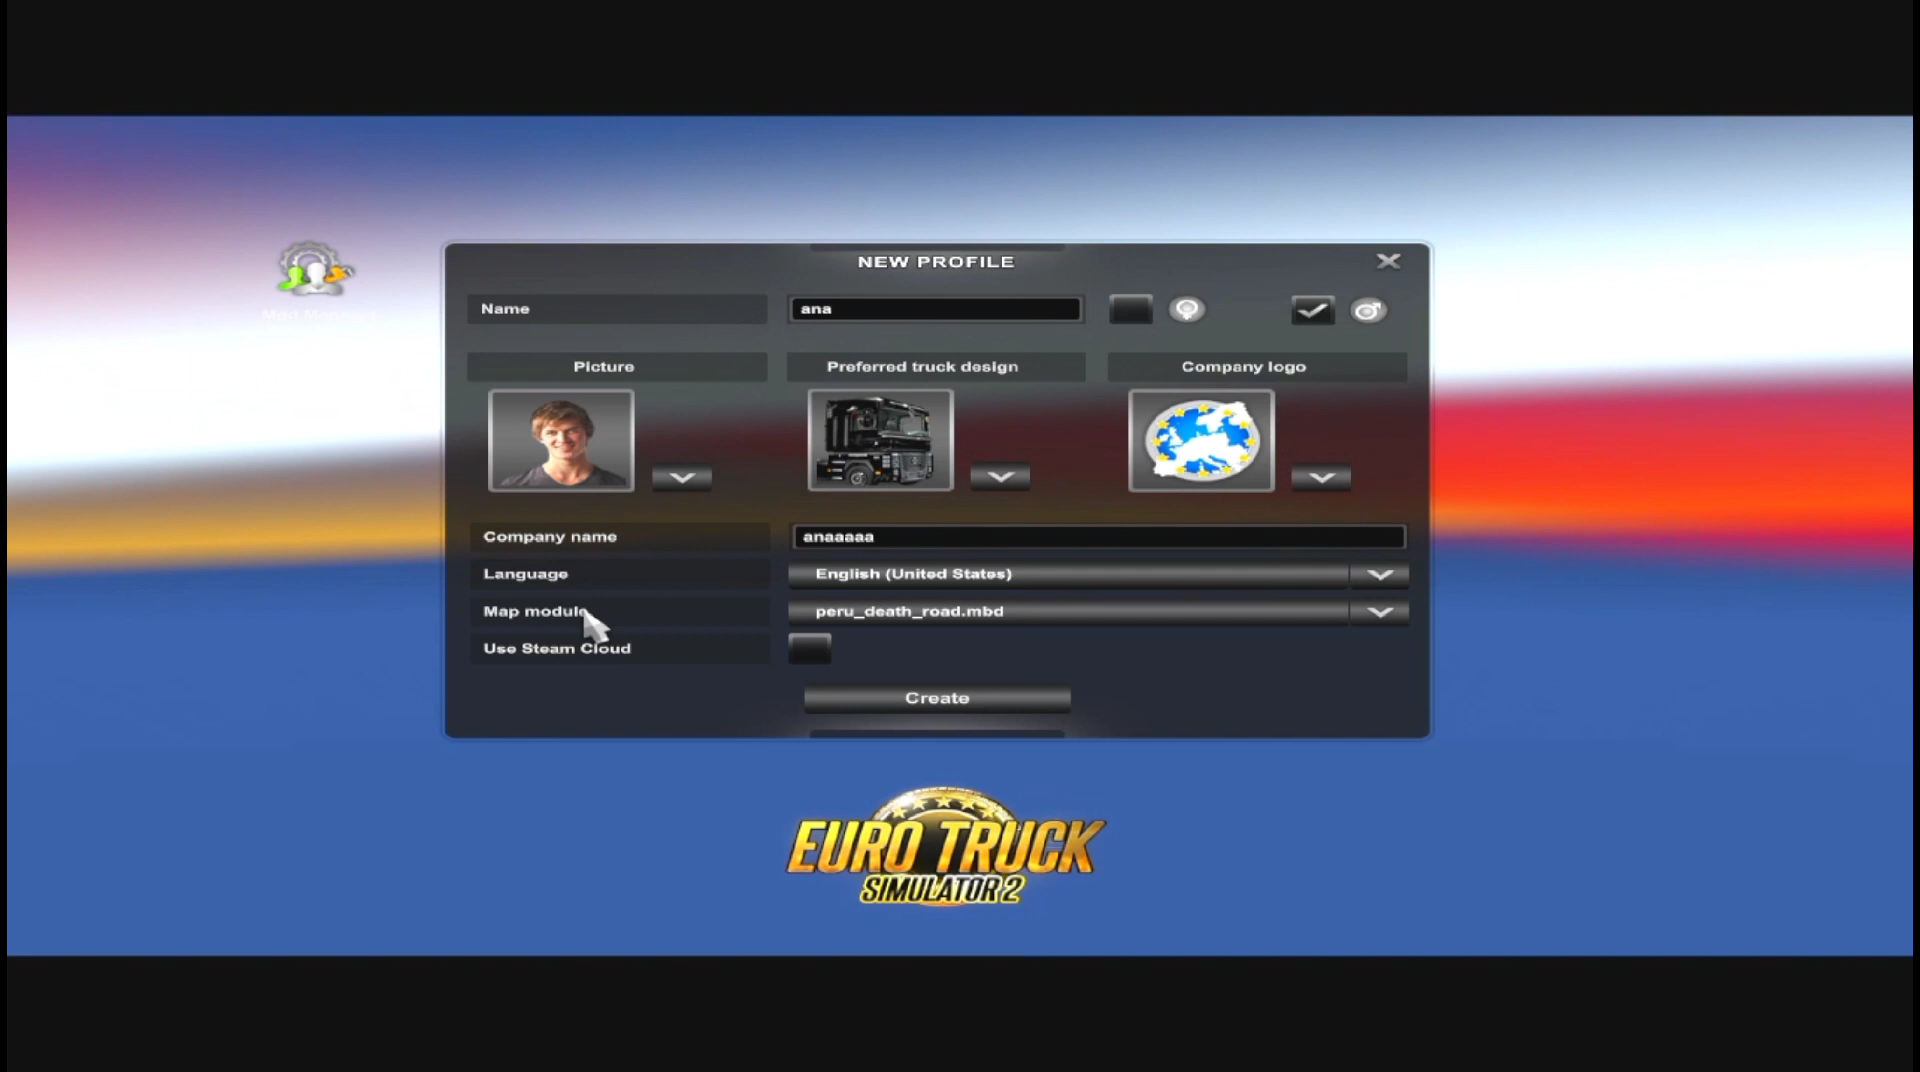 NEW PROFILE
Name
ana
Picture
Preferred truck design
Company logo
Company name
anaaaaa
Language
English (United States)
Map module
peru_death_road.mbd
Use Steam Cloud
Create
EURO TRUCK
SIMULATOR 2